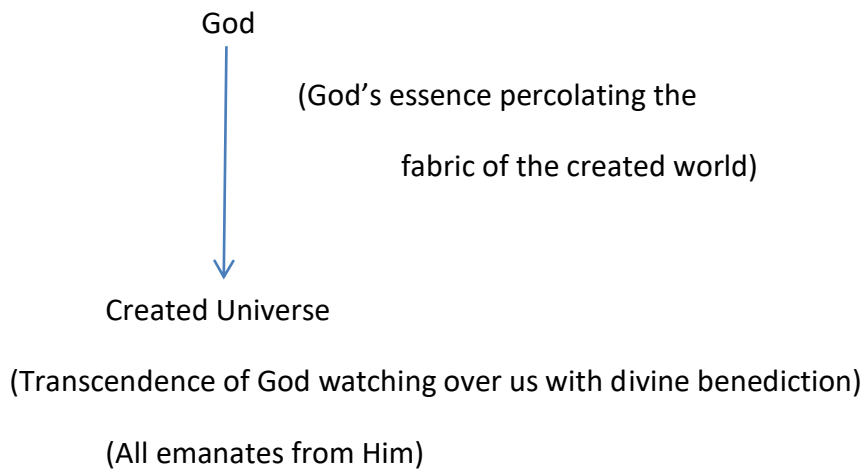 God
(God’s essence percolating the
fabric of the created world)
Created Universe
(Transcendence of God watching over us with divine benediction)
(All emanates from Him)